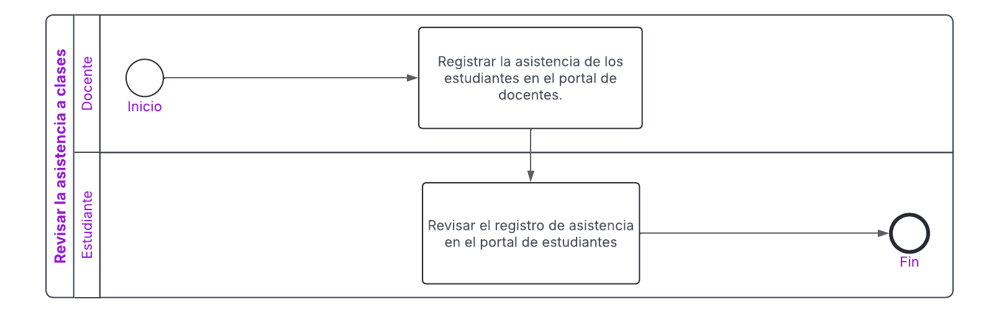 Revisar la asistencia a clases
Docente
Inicio
Registrar la asistencia de los
estudiantes en el portal de
docentes.
Estudiante
Revisar el registro de asistencia
en el portal de estudiantes
Fin